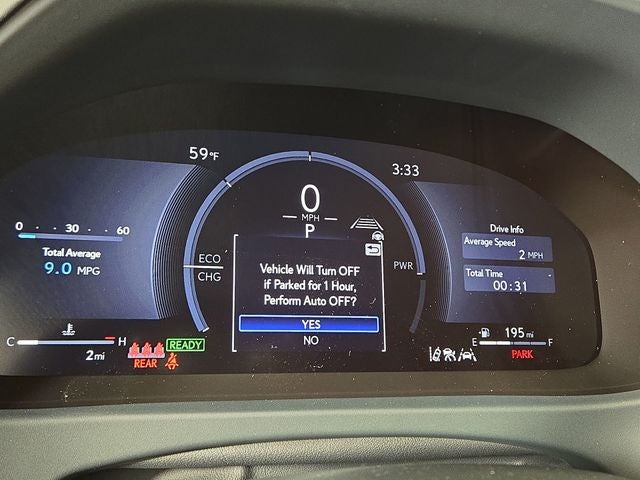 59°F
3:33
0
MPH
P
0 30 60
Total Average
9.0 MPG
ECO
CHG
PWR
Vehicle Will Turn OFF
if Parked for 1 Hour,
Perform Auto OFF?
YES
NO
Drive Info
Average Speed
2 MPH
Total Time
00:31
C H
2 mi
READY
REAR
195 mi
E F
PARK